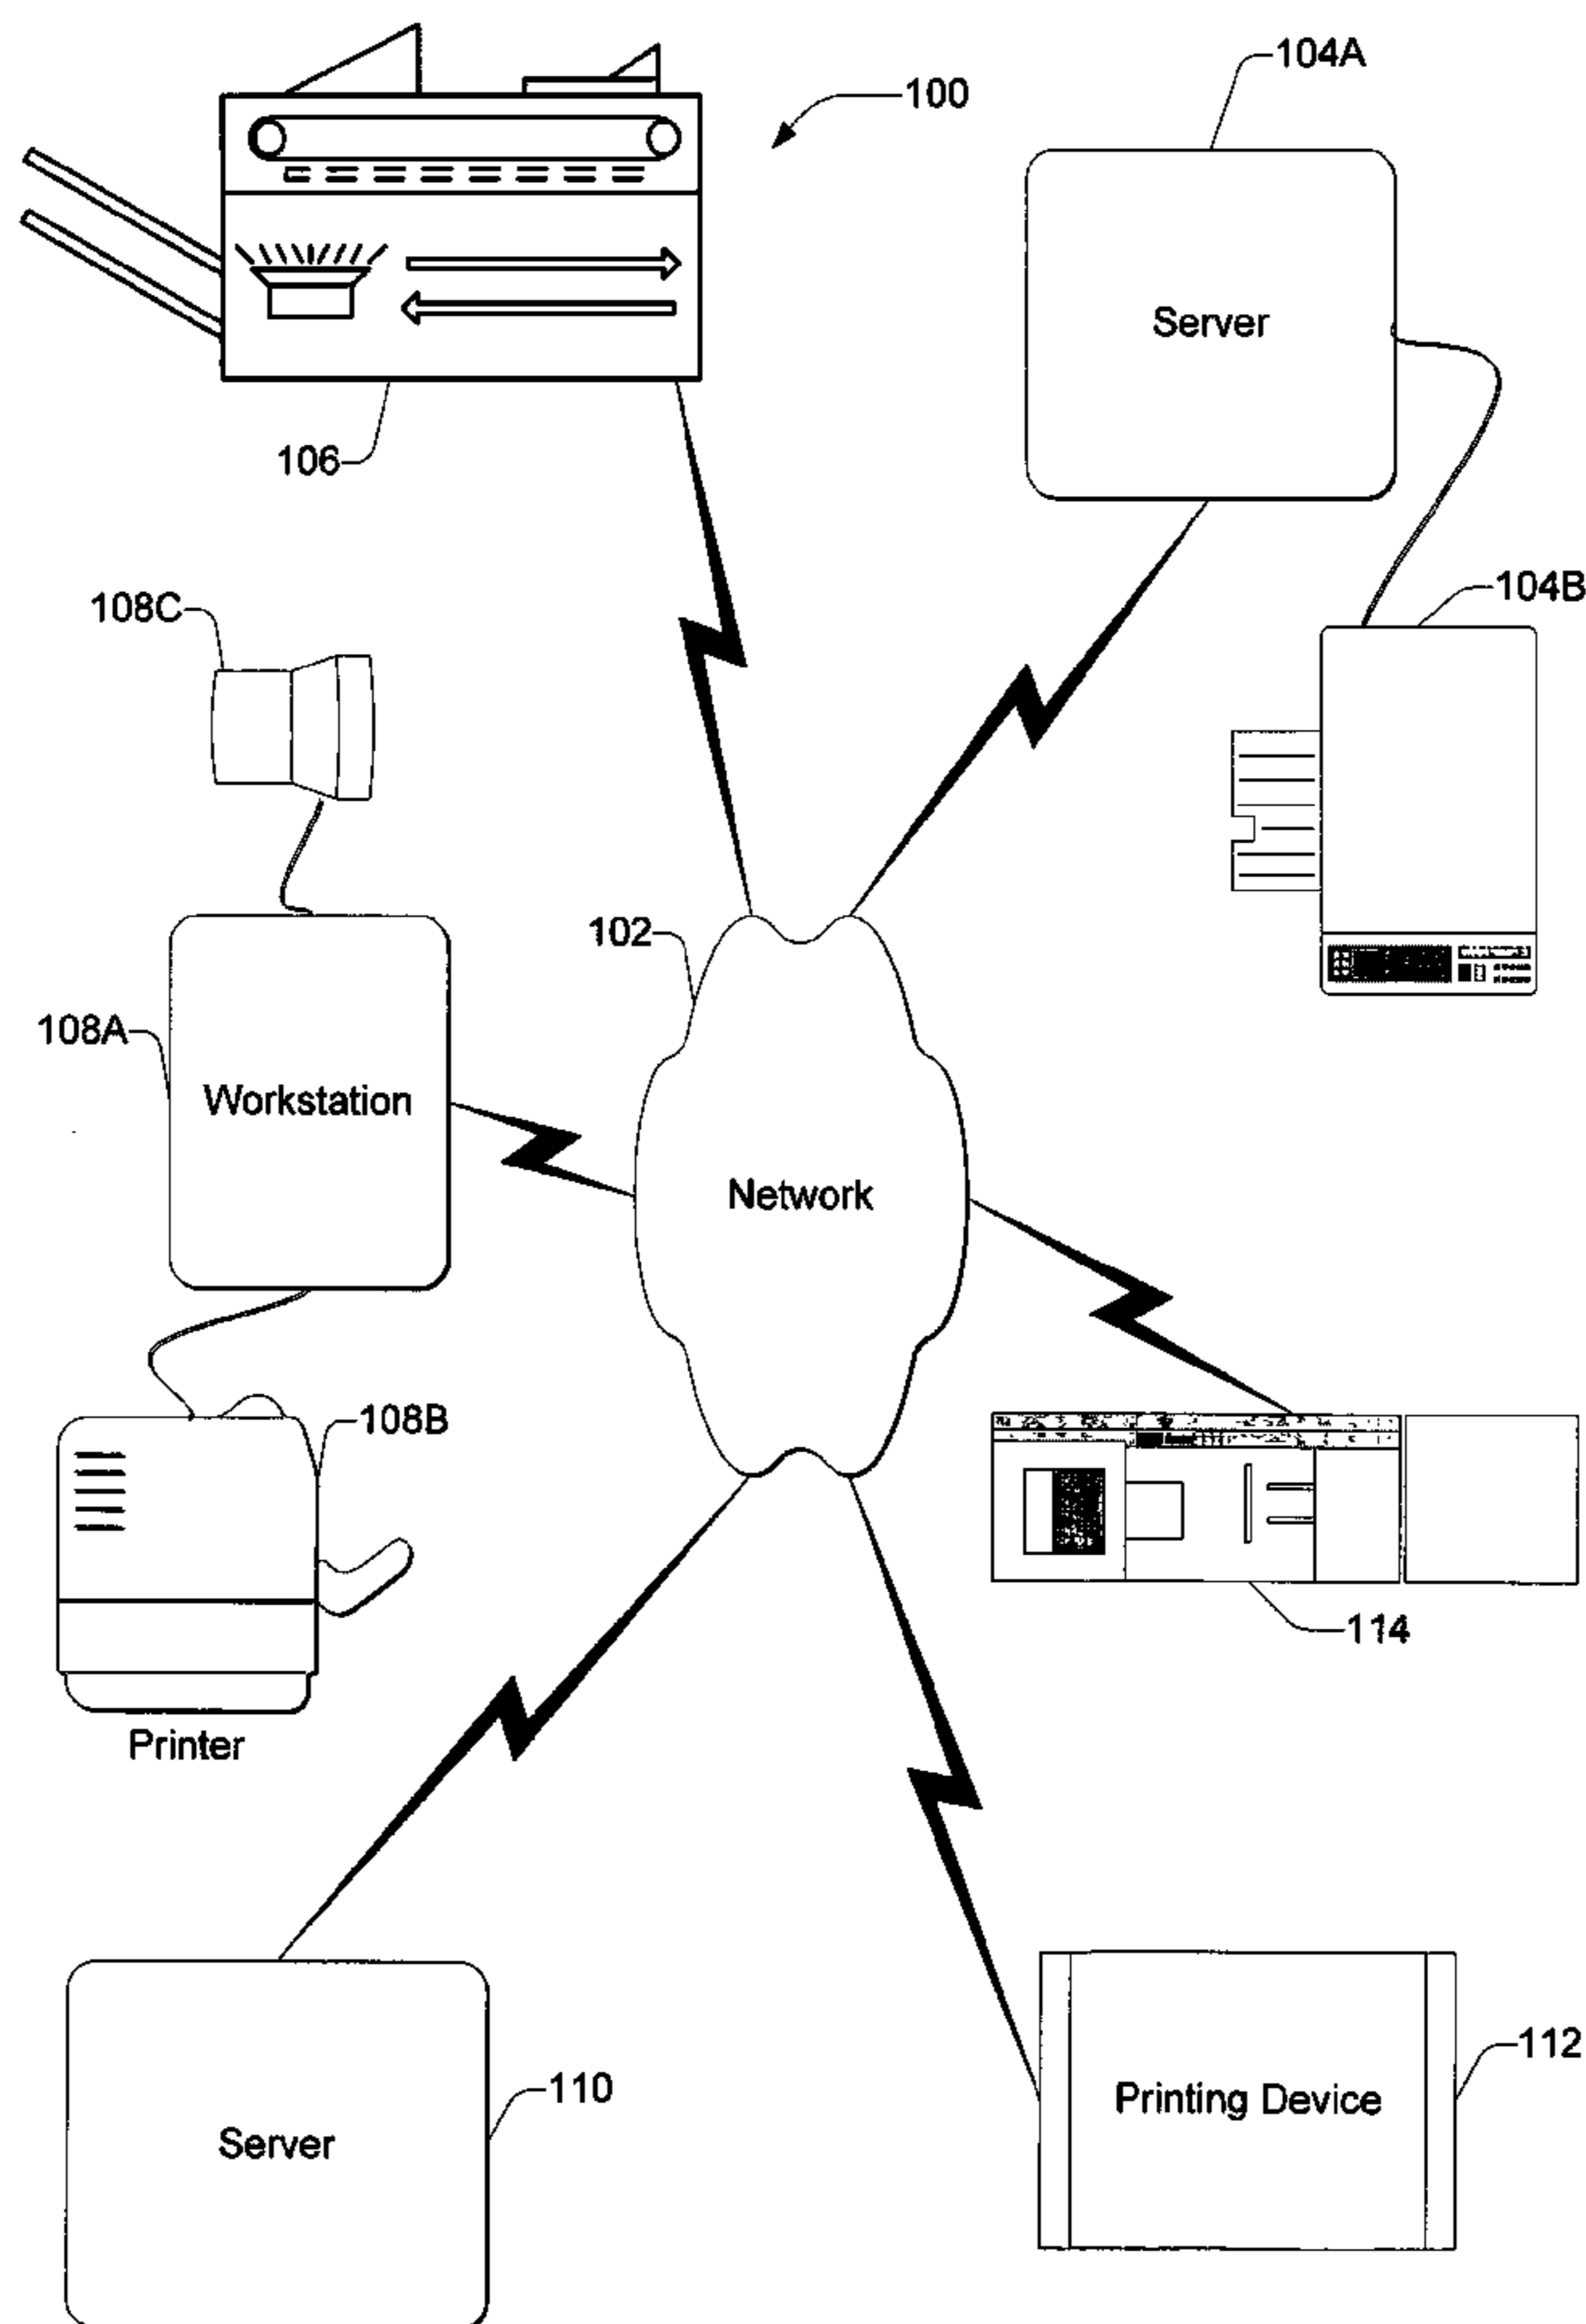 104A
100
Server
106
104B
108C
102
108A
Workstation
Network
108B
114
Printer
112
110
Printing Device
Server